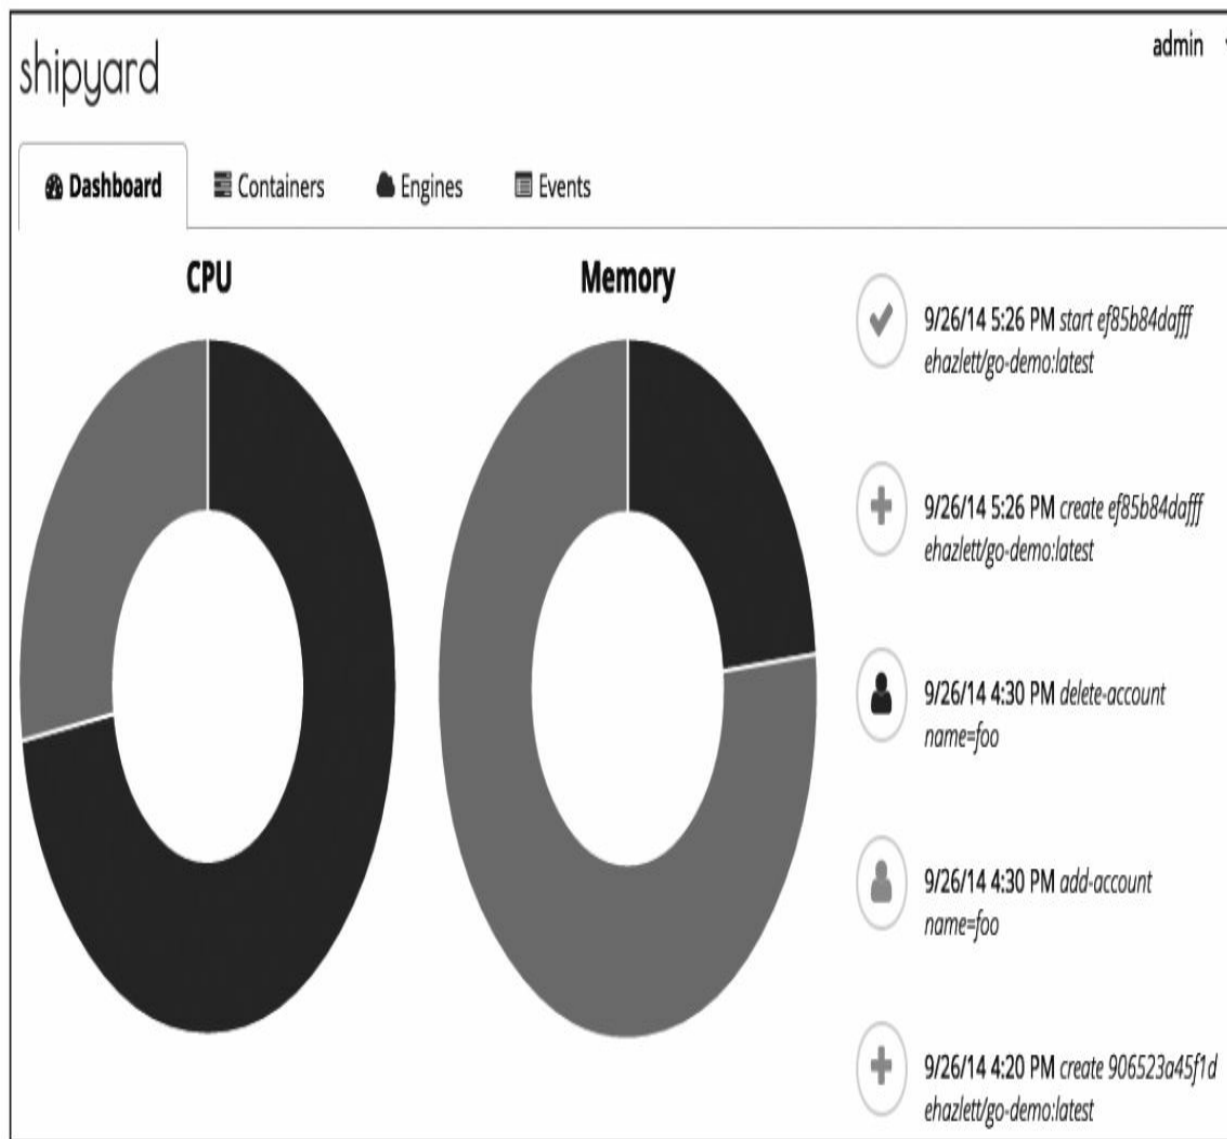 shipyard
admin
Dashboard Containers Engines Events
CPU
Memory
9/26/14 5:26 PM start ef85b84dafff
ehazlett/go-demo:latest
9/26/14 5:26 PM create ef85b84dafff
ehazlett/go-demo:latest
9/26/14 4:30 PM delete-account
name=foo
9/26/14 4:30 PM add-account
name=foo
9/26/14 4:20 PM create 906523a45f1d
ehazlett/go-demo:latest